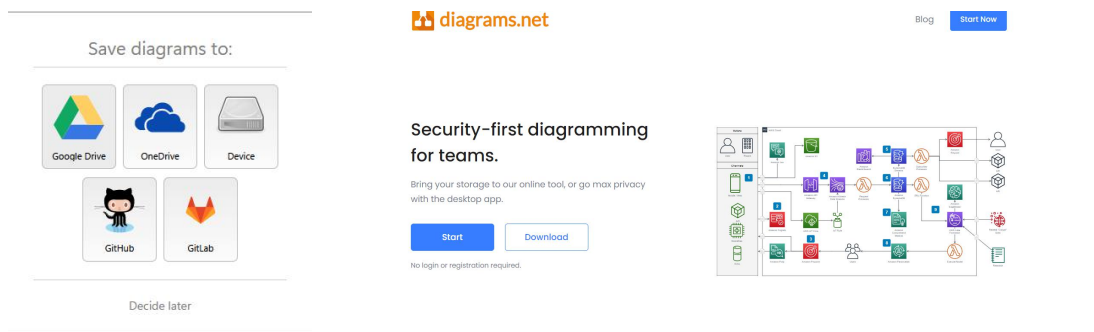 Save diagrams to:
Google Drive
OneDrive
Device
GitHub
GitLab
Decide later
diagrams.net
Blog
Start Now
Security-first diagramming
for teams.
Bring your storage to our online tool, or go max privacy
with the desktop app.
Start
Download
No login or registration required.